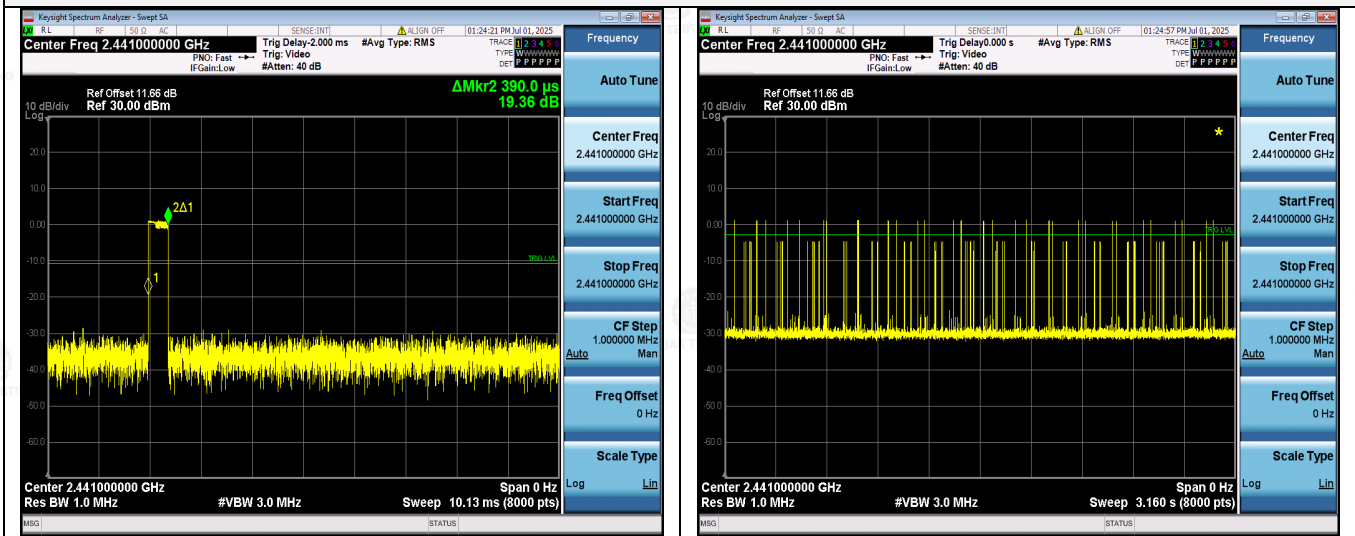 Keysight Spectrum Analyzer - Swept SA
RL RF 50 Ω AC SENSE:INT ALIGN OFF 01:24:21 PM Jul 01, 2025
Center Freq 2.441000000 GHz
PNO: Fast
IFGain:Low
Trig Delay-2.000 ms
Trig: Video
#Atten: 40 dB
#Avg Type: RMS
TRACE 1 2 3 4 5 6
TYPE WWWWWW
DET P P P P P P
ΔMkr2 390.0 µs
19.36 dB
Ref Offset 11.66 dB
10 dB/div Ref 30.00 dBm
Log
20.0
10.0
0.00
-10.0
-20.0
-30.0
-40.0
-50.0
-60.0
2Δ1
1
TRIG LVL
Center 2.441000000 GHz Span 0 Hz
Res BW 1.0 MHz #VBW 3.0 MHz Sweep 10.13 ms (8000 pts)
MSG STATUS
Frequency
Auto Tune
Center Freq
2.441000000 GHz
Start Freq
2.441000000 GHz
Stop Freq
2.441000000 GHz
CF Step
1.000000 MHz
Auto Man
Freq Offset
0 Hz
Scale Type
Log Lin
Keysight Spectrum Analyzer - Swept SA
RL RF 50 Ω AC SENSE:INT ALIGN OFF 01:24:57 PM Jul 01, 2025
Center Freq 2.441000000 GHz
PNO: Fast
IFGain:Low
Trig Delay0.000 s
Trig: Video
#Atten: 40 dB
#Avg Type: RMS
TRACE 1 2 3 4 5 6
TYPE WWWWWW
DET P P P P P P
Ref Offset 11.66 dB
10 dB/div Ref 30.00 dBm
Log
20.0
10.0
0.00
-10.0
-20.0
-30.0
-40.0
-50.0
-60.0
*
TRIG LVL
Center 2.441000000 GHz Span 0 Hz
Res BW 1.0 MHz #VBW 3.0 MHz Sweep 3.160 s (8000 pts)
MSG STATUS
Frequency
Auto Tune
Center Freq
2.441000000 GHz
Start Freq
2.441000000 GHz
Stop Freq
2.441000000 GHz
CF Step
1.000000 MHz
Auto Man
Freq Offset
0 Hz
Scale Type
Log Lin